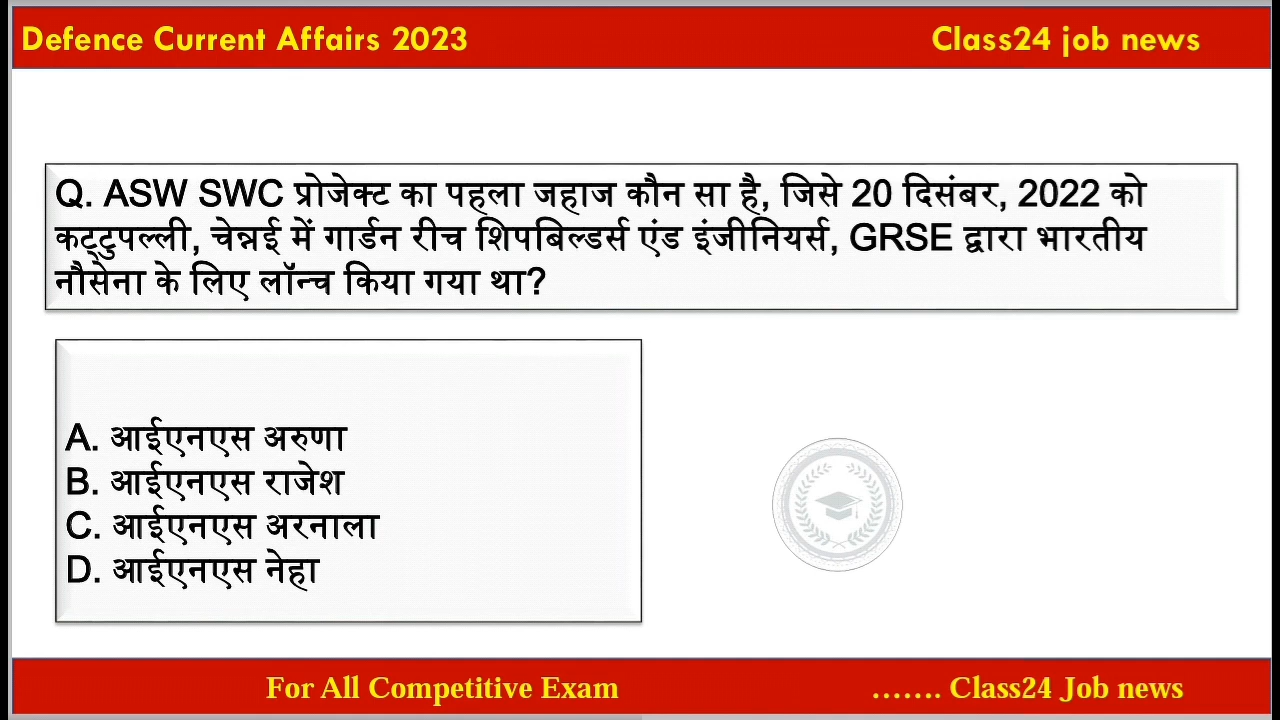 Defence Current Affairs 2023 Class24 job news
Q. ASW SWC प्रोजेक्ट का पहला जहाज कौन सा है, जिसे 20 दिसंबर, 2022 को
कट्टुपल्ली, चेन्नई में गार्डन रीच शिपबिल्डर्स एंड इंजीनियर्स, GRSE द्वारा भारतीय
नौसेना के लिए लॉन्च किया गया था?
A. आईएनएस अरुणा
B. आईएनएस राजेश
C. आईएनएस अरनाला
D. आईएनएस नेहा
For All Competitive Exam ....... Class24 Job news